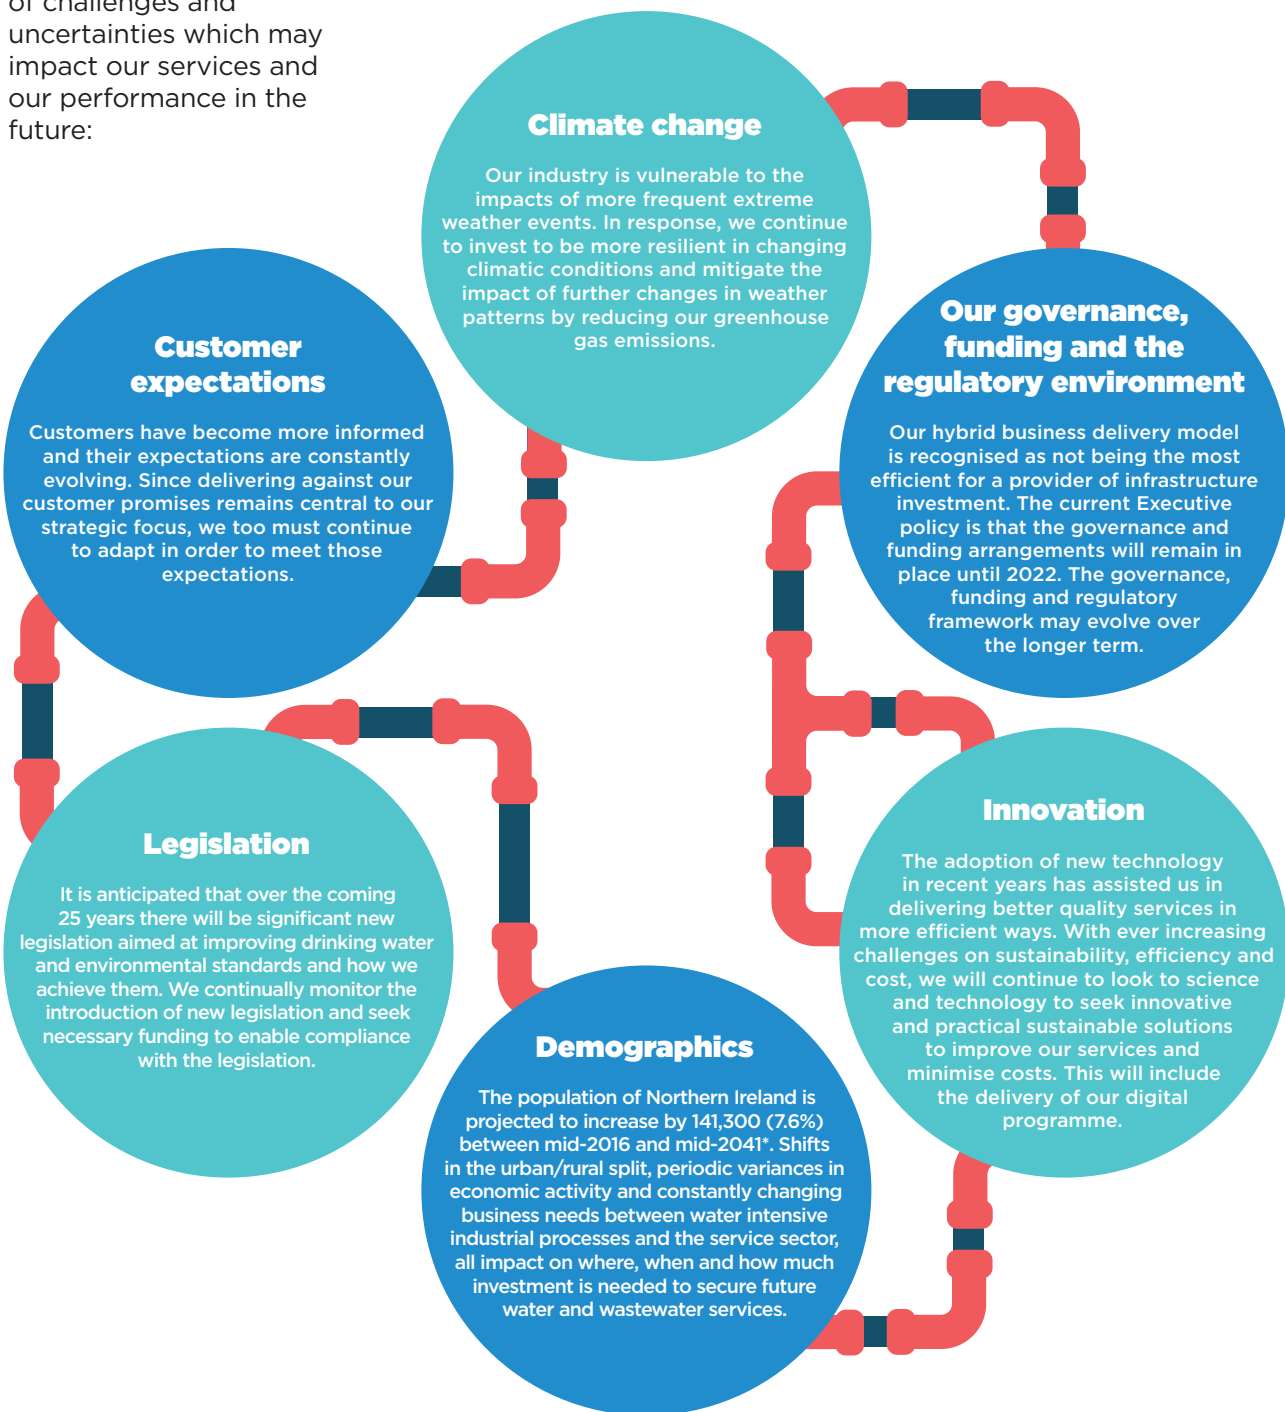 of challenges and
uncertainties which may
impact our services and
our performance in the
future:
Climate change
Our industry is vulnerable to the
impacts of more frequent extreme
weather events. In response, we continue
to invest to be more resilient in changing
climatic conditions and mitigate the
impact of further changes in weather
patterns by reducing our greenhouse
gas emissions.
Our governance,
funding and the
regulatory environment
Our hybrid business delivery model
is recognised as not being the most
efficient for a provider of infrastructure
investment. The current Executive
policy is that the governance and
funding arrangements will remain in
place until 2022. The governance,
funding and regulatory
framework may evolve over
the longer term.
Customer
expectations
Customers have become more informed
and their expectations are constantly
evolving. Since delivering against our
customer promises remains central to our
strategic focus, we too must continue
to adapt in order to meet those
expectations.
Innovation
The adoption of new technology
in recent years has assisted us in
delivering better quality services in
more efficient ways. With ever increasing
challenges on sustainability, efficiency and
cost, we will continue to look to science
and technology to seek innovative
and practical sustainable solutions
to improve our services and
minimise costs. This will include
the delivery of our digital
programme.
Legislation
It is anticipated that over the coming
25 years there will be significant new
legislation aimed at improving drinking water
and environmental standards and how we
achieve them. We continually monitor the
introduction of new legislation and seek
necessary funding to enable compliance
with the legislation.
Demographics
The population of Northern Ireland is
projected to increase by 141,300 (7.6%)
between mid-2016 and mid-2041*. Shifts
in the urban/rural split, periodic variances in
economic activity and constantly changing
business needs between water intensive
industrial processes and the service sector,
all impact on where, when and how much
investment is needed to secure future
water and wastewater services.